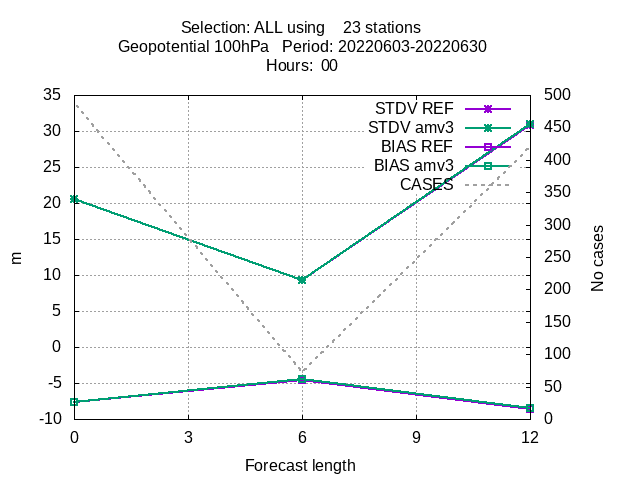 Selection: ALL using    23 stations
Geopotential 100hPa   Period: 20220603-20220630
Hours:  00
35
30
25
20
15
10
5
0
-5
-10
m
500
450
400
350
300
250
200
150
100
50
0
No cases
STDV REF
STDV amv3
BIAS REF
BIAS amv3
CASES
0 3 6 9 12
Forecast length